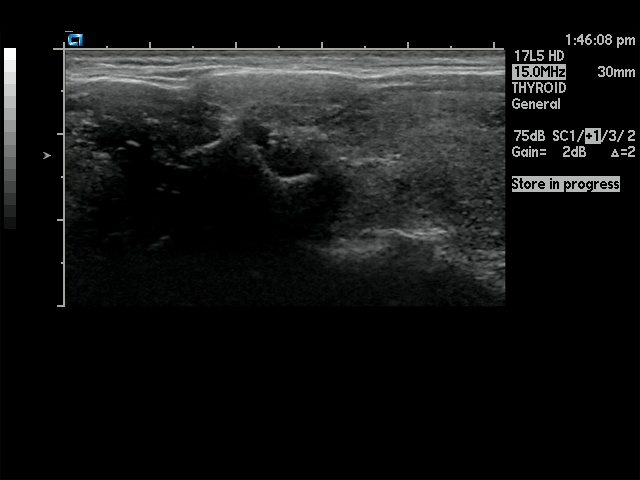 1:46:08 pm
17L5 HD
15.0MHz 30mm
THYROID
General
75dB SC1/+1/3/2
Gain= 2dB Δ=2
Store in progress